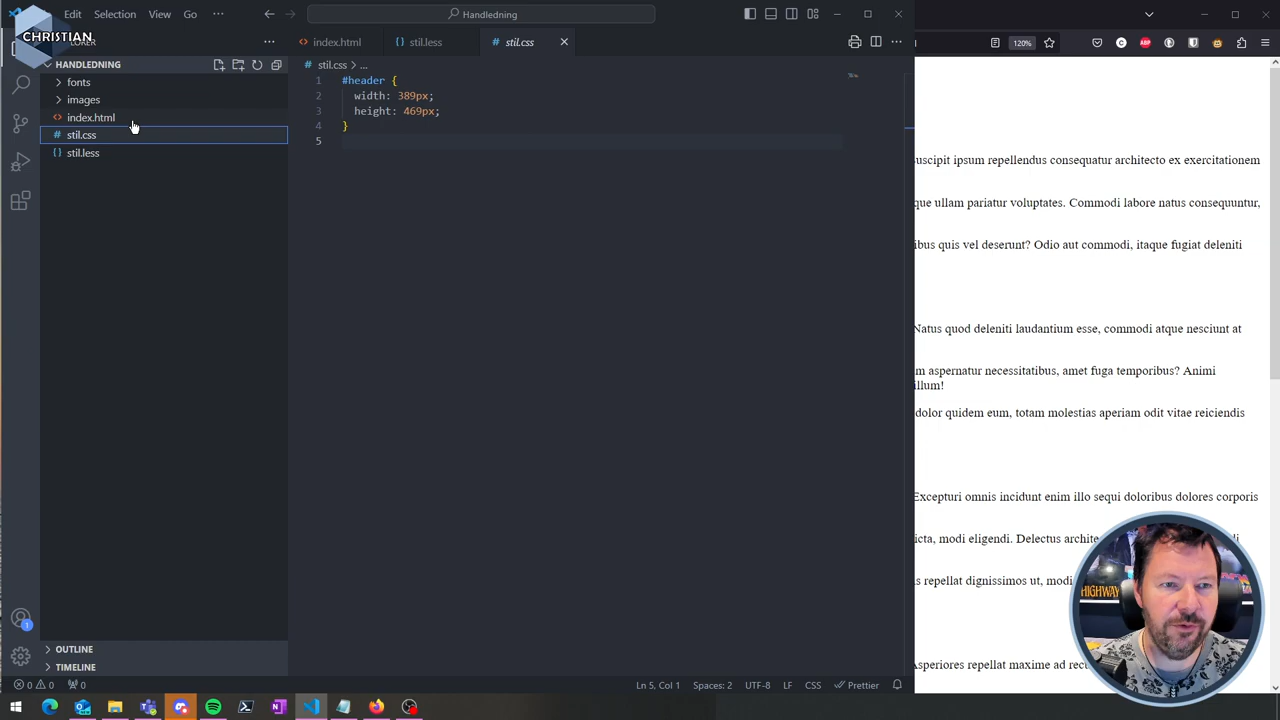 Edit Selection View Go ··· Handledning
CHRISTIAN
index.html stil.less stil.css
120%
HANDLEDNING
stil.css > ...
fonts
images
index.html
stil.css
stil.less
1 #header {
2 width: 389px;
3 height: 469px;
4 }
5
suscipit ipsum repellendus consequatur architecto ex exercitationem
que ullam pariatur voluptates. Commodi labore natus consequuntur,
ibus quis vel deserunt? Odio aut commodi, itaque fugiat deleniti
Natus quod deleniti laudantium esse, commodi atque nesciunt at
m aspernatur necessitatibus, amet fuga temporibus? Animi
illum!
dolor quidem eum, totam molestias aperiam odit vitae reiciendis
Excepturi omnis incidunt enim illo sequi doloribus dolores corporis
icta, modi eligendi. Delectus
is repellat dignissimos ut, modi
Asperiores repellat maxime ad
HIGHWAY
OUTLINE
TIMELINE
0 0 0 Ln 5, Col 1 Spaces: 2 UTF-8 LF CSS Prettier